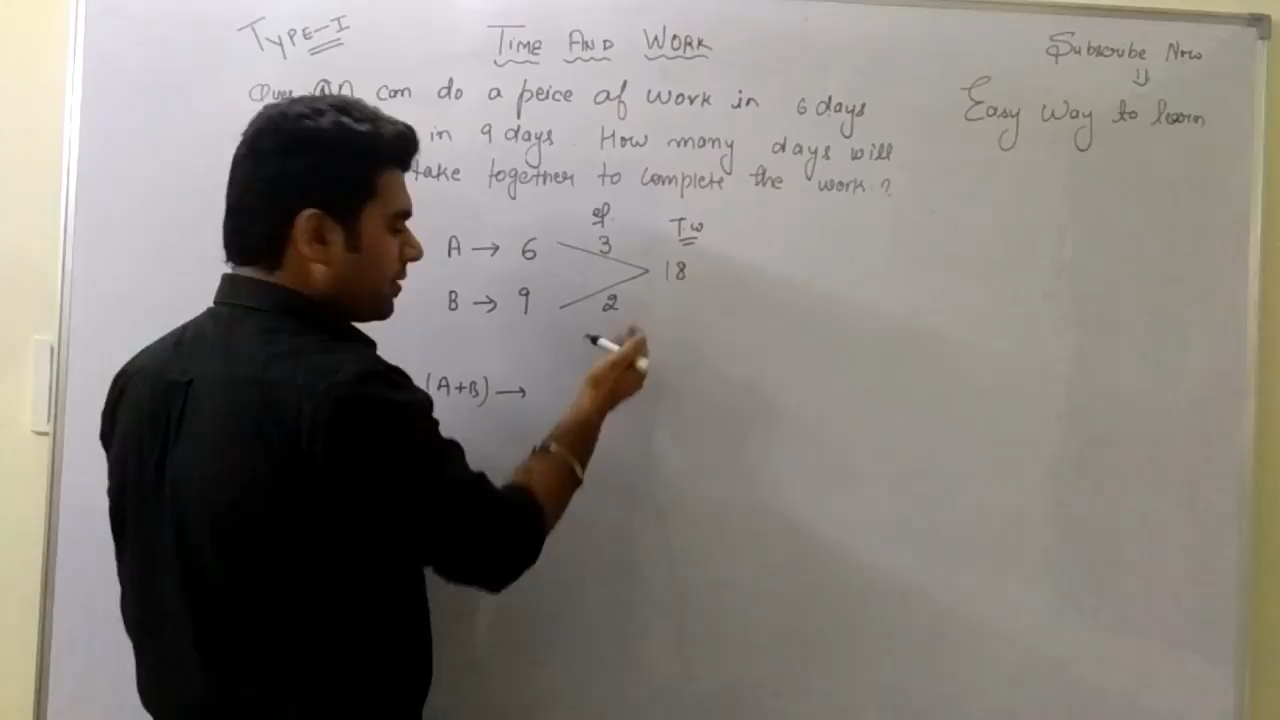 TYPE-I
TIME AND WORK
Subscribe Now
⇓
Easy Way to learn
can do a peice of work in 6 days
in 9 days. How many days will
take together to complete the work?
ef
T.W
A → 6 3
18
B → 9 2
(A+B) →